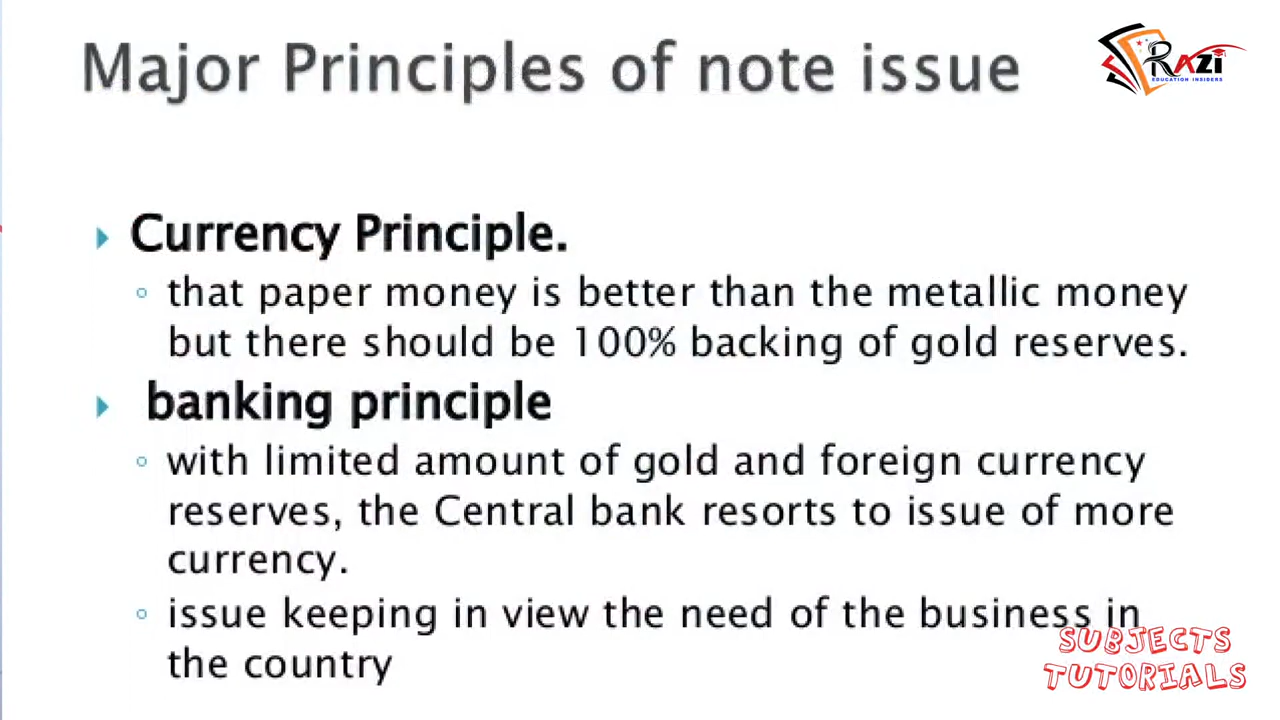 Major Principles of note issue
RAZI
EDUCATION INSIDERS
Currency Principle.
that paper money is better than the metallic money
but there should be 100% backing of gold reserves.
banking principle
with limited amount of gold and foreign currency
reserves, the Central bank resorts to issue of more
currency.
issue keeping in view the need of the business in
the country
SUBJECTS
TUTORIALS